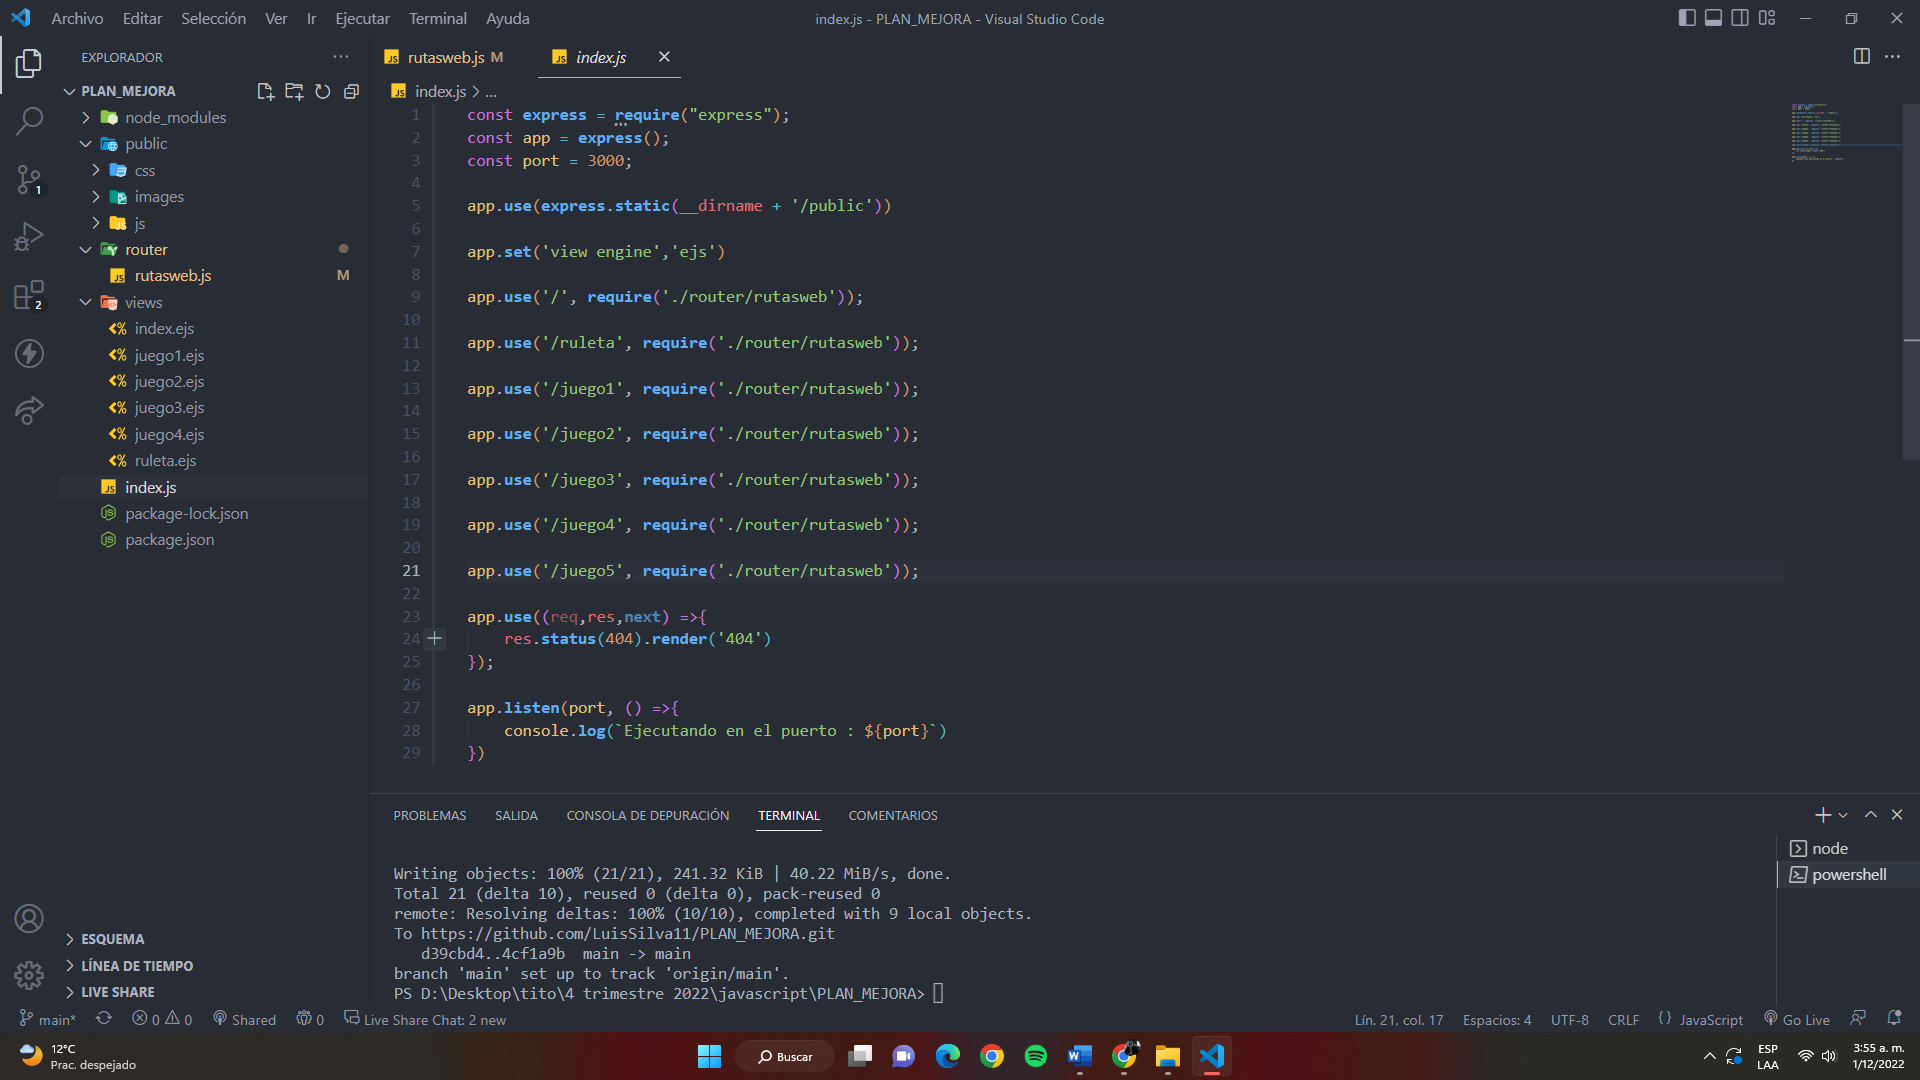 Archivo Editar Selección Ver Ir Ejecutar Terminal Ayuda
index.js - PLAN_MEJORA - Visual Studio Code
EXPLORADOR
PLAN_MEJORA
node_modules
public
css
images
js
router
rutasweb.js M
views
index.ejs
juego1.ejs
juego2.ejs
juego3.ejs
juego4.ejs
ruleta.ejs
index.js
package-lock.json
package.json
ESQUEMA
LÍNEA DE TIEMPO
LIVE SHARE
1
2
rutasweb.js M
index.js
index.js > ...
1 const express = require("express");
2 const app = express();
3 const port = 3000;
4
5 app.use(express.static(__dirname + '/public'))
6
7 app.set('view engine','ejs')
8
9 app.use('/', require('./router/rutasweb'));
10
11 app.use('/ruleta', require('./router/rutasweb'));
12
13 app.use('/juego1', require('./router/rutasweb'));
14
15 app.use('/juego2', require('./router/rutasweb'));
16
17 app.use('/juego3', require('./router/rutasweb'));
18
19 app.use('/juego4', require('./router/rutasweb'));
20
21 app.use('/juego5', require('./router/rutasweb'));
22
23 app.use((req,res,next) =>{
24 res.status(404).render('404')
25 });
26
27 app.listen(port, () =>{
28 console.log(`Ejecutando en el puerto : ${port}`)
29 })
PROBLEMAS SALIDA CONSOLA DE DEPURACIÓN TERMINAL COMENTARIOS
Writing objects: 100% (21/21), 241.32 KiB | 40.22 MiB/s, done.
Total 21 (delta 10), reused 0 (delta 0), pack-reused 0
remote: Resolving deltas: 100% (10/10), completed with 9 local objects.
To https://github.com/LuisSilva11/PLAN_MEJORA.git
d39cbd4..4cf1a9b main -> main
branch 'main' set up to track 'origin/main'.
PS D:\Desktop\tito\4 trimestre 2022\javascript\PLAN_MEJORA>
node
powershell
main* 0 0 Shared 0 Live Share Chat: 2 new
Lín. 21, col. 17 Espacios: 4 UTF-8 CRLF {} JavaScript Go Live
12°C
Prac. despejado
Buscar
ESP
LAA
3:55 a. m.
1/12/2022